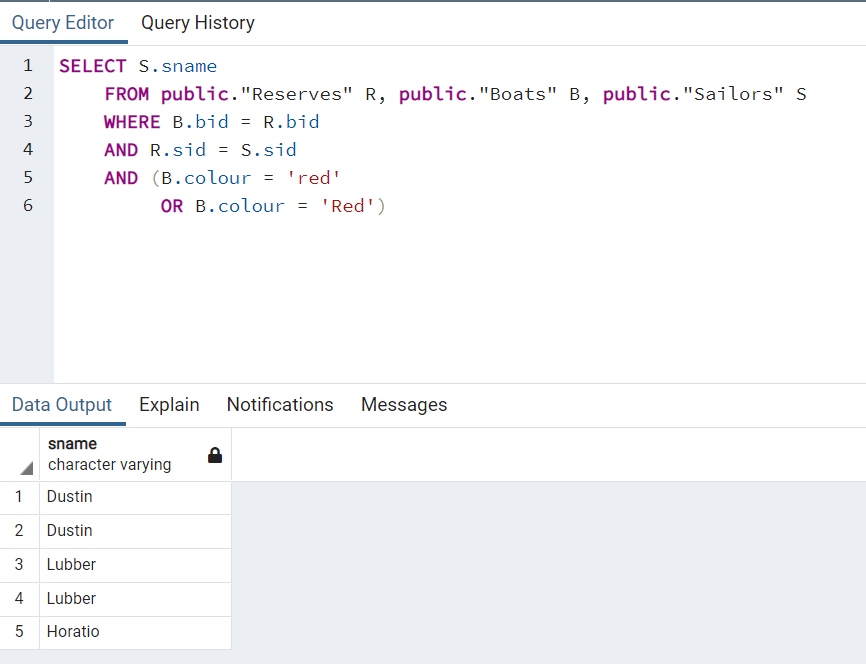 Query Editor Query History
1 SELECT S.sname
2 FROM public."Reserves" R, public."Boats" B, public."Sailors" S
3 WHERE B.bid = R.bid
4 AND R.sid = S.sid
5 AND (B.colour = 'red'
6 OR B.colour = 'Red')
Data Output Explain Notifications Messages
sname
character varying
1 Dustin
2 Dustin
3 Lubber
4 Lubber
5 Horatio